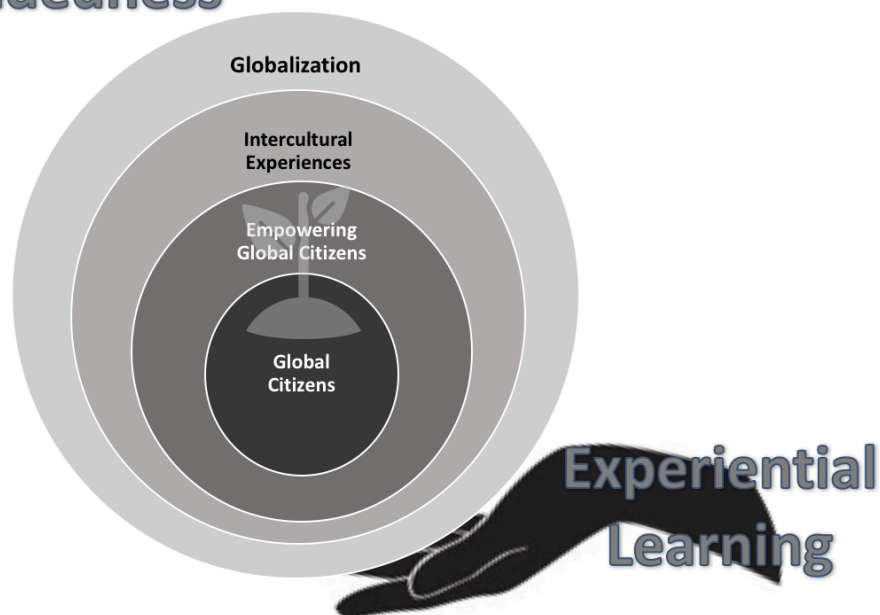 Globalization
Intercultural
Experiences
Empowering
Global Citizens
Global
Citizens
Experiential
Learning